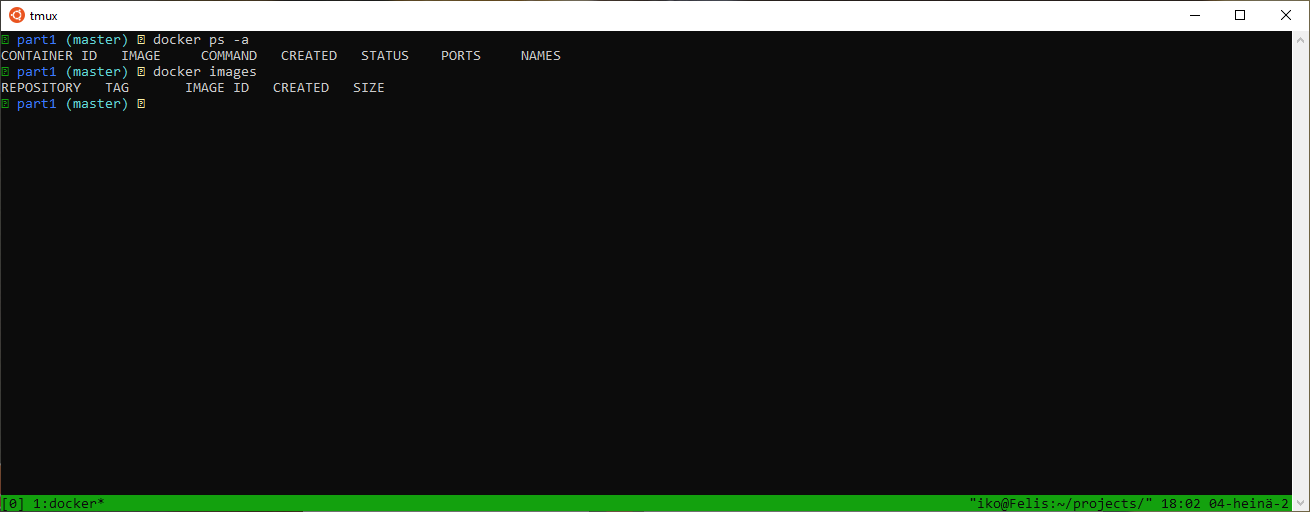 tmux
part1 (master) docker ps -a
CONTAINER ID IMAGE COMMAND CREATED STATUS PORTS NAMES
part1 (master) docker images
REPOSITORY TAG IMAGE ID CREATED SIZE
part1 (master)
[0] 1:docker* "iko@Felis:~/projects/" 18:02 04-heinä-2